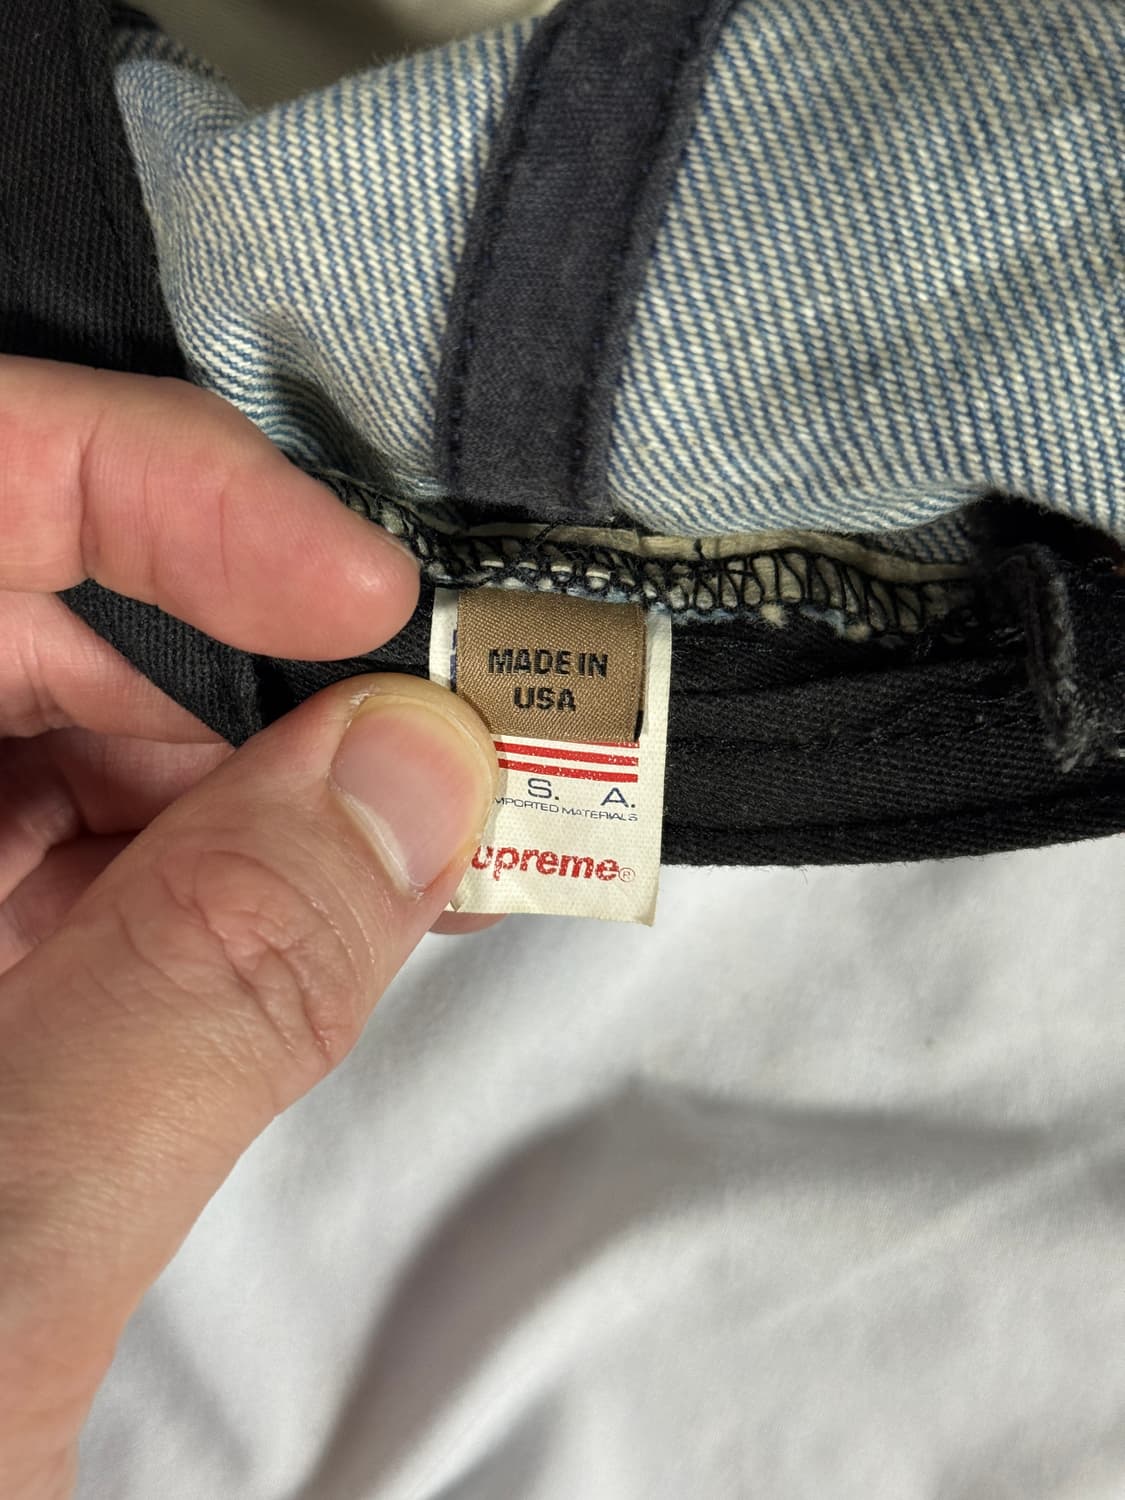 MADE IN
USA
S. A.
MPORTED MATERIALS
upreme®